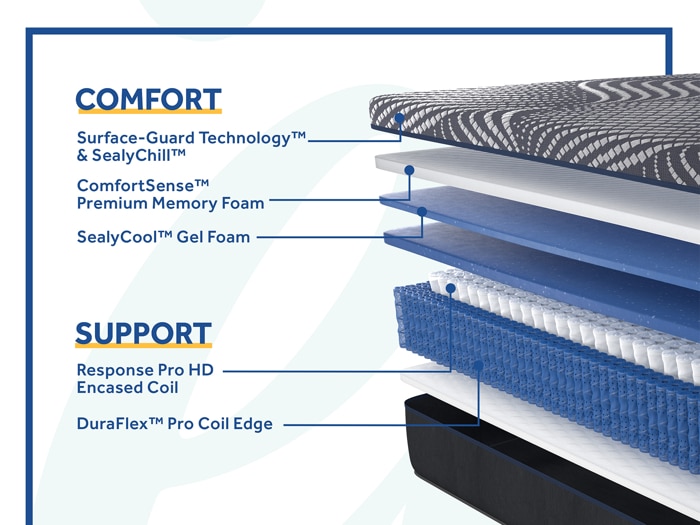 COMFORT
Surface-Guard Technology™
& SealyChill™
ComfortSense™
Premium Memory Foam
SealyCool™ Gel Foam
SUPPORT
Response Pro HD
Encased Coil
DuraFlex™ Pro Coil Edge